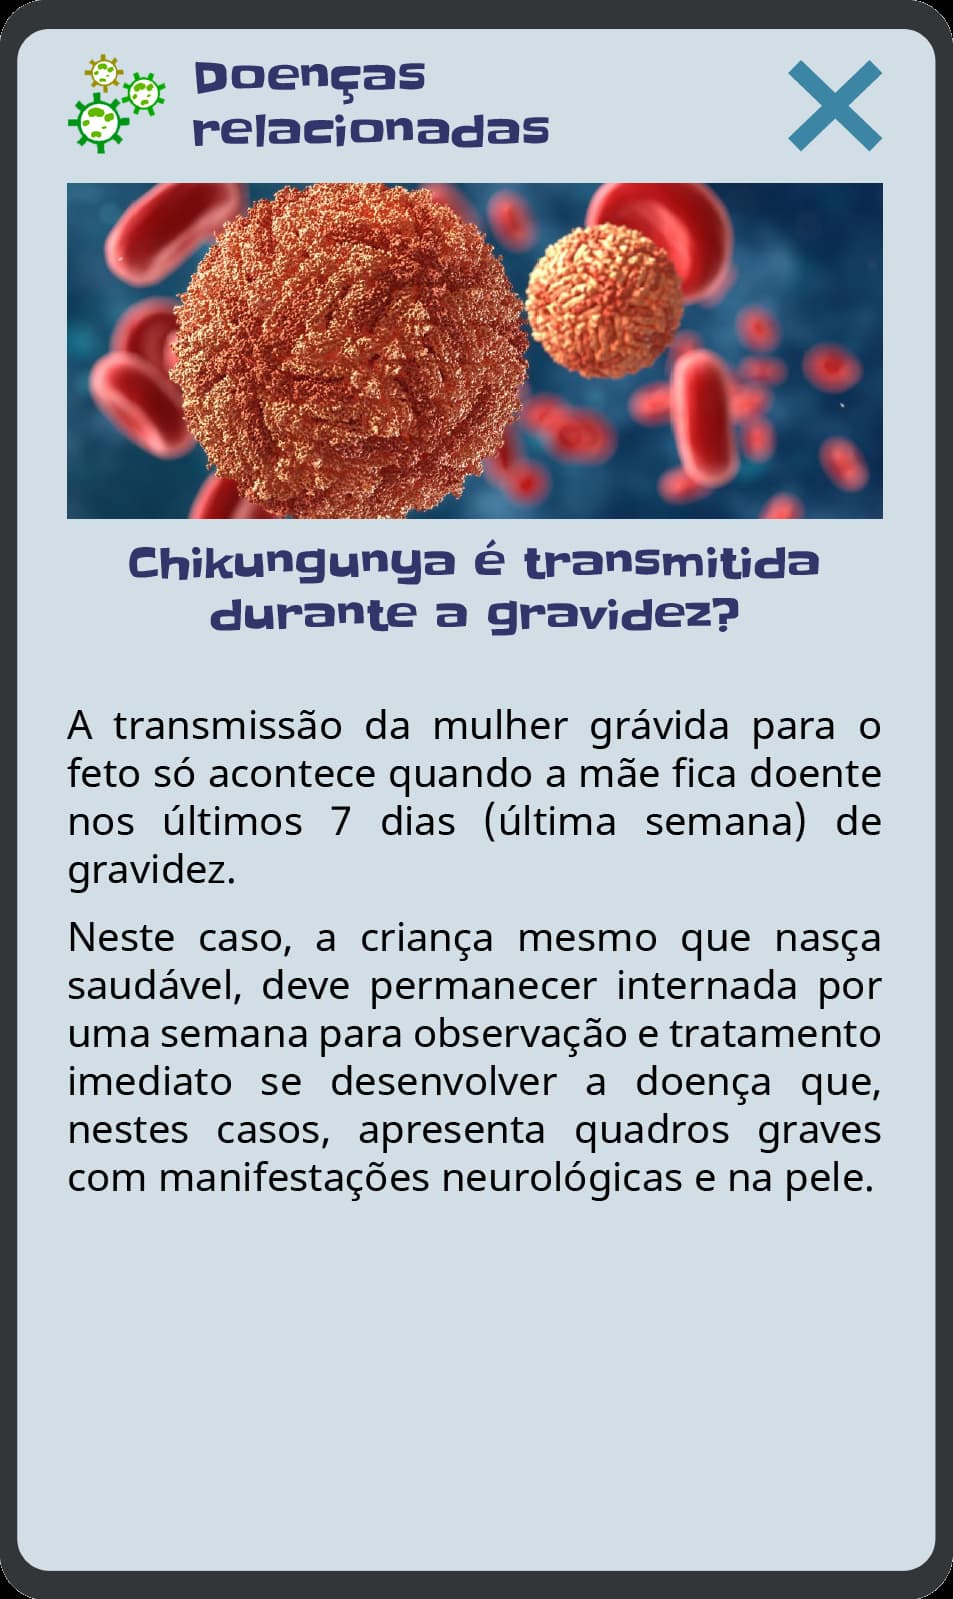 Doenças
relacionadas
Chikungunya é transmitida
durante a gravidez?
A transmissão da mulher grávida para o
feto só acontece quando a mãe fica doente
nos últimos 7 dias (última semana) de
gravidez.
Neste caso, a criança mesmo que nasça
saudável, deve permanecer internada por
uma semana para observação e tratamento
imediato se desenvolver a doença que,
nestes casos, apresenta quadros graves
com manifestações neurológicas e na pele.